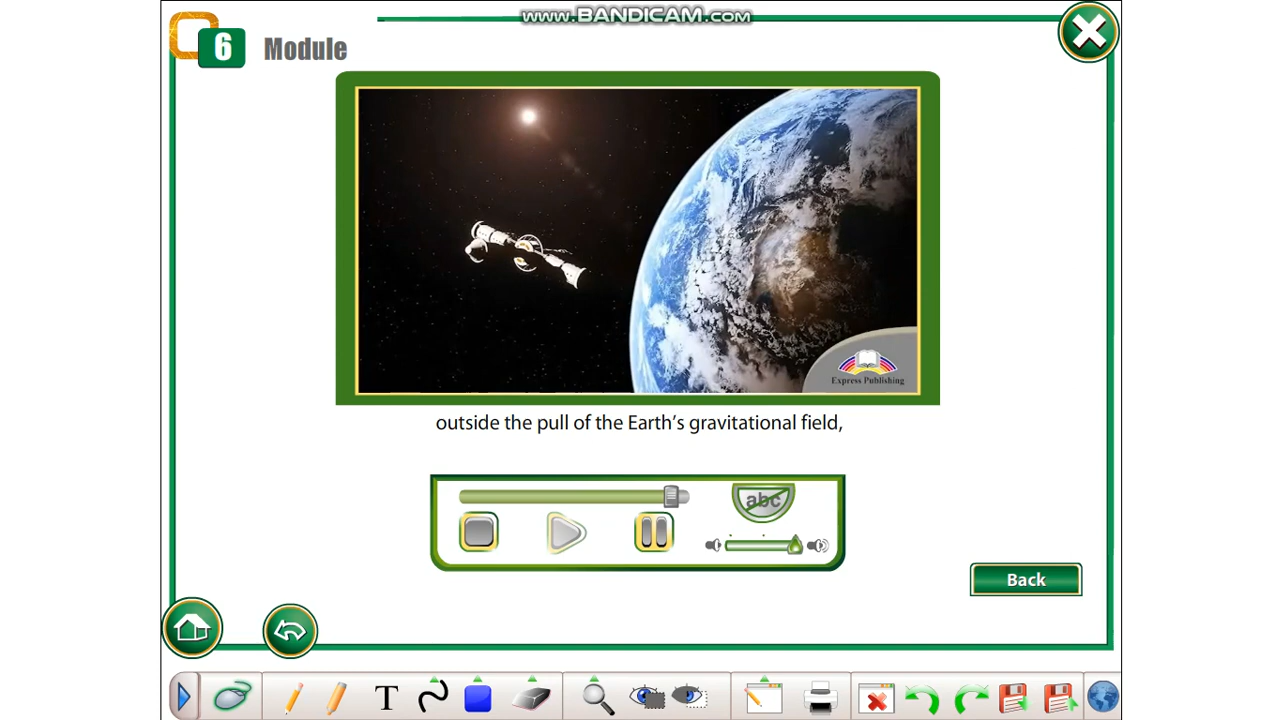 www.BANDICAM.com
6 Module
Express Publishing
outside the pull of the Earth's gravitational field,
abc
Back
T